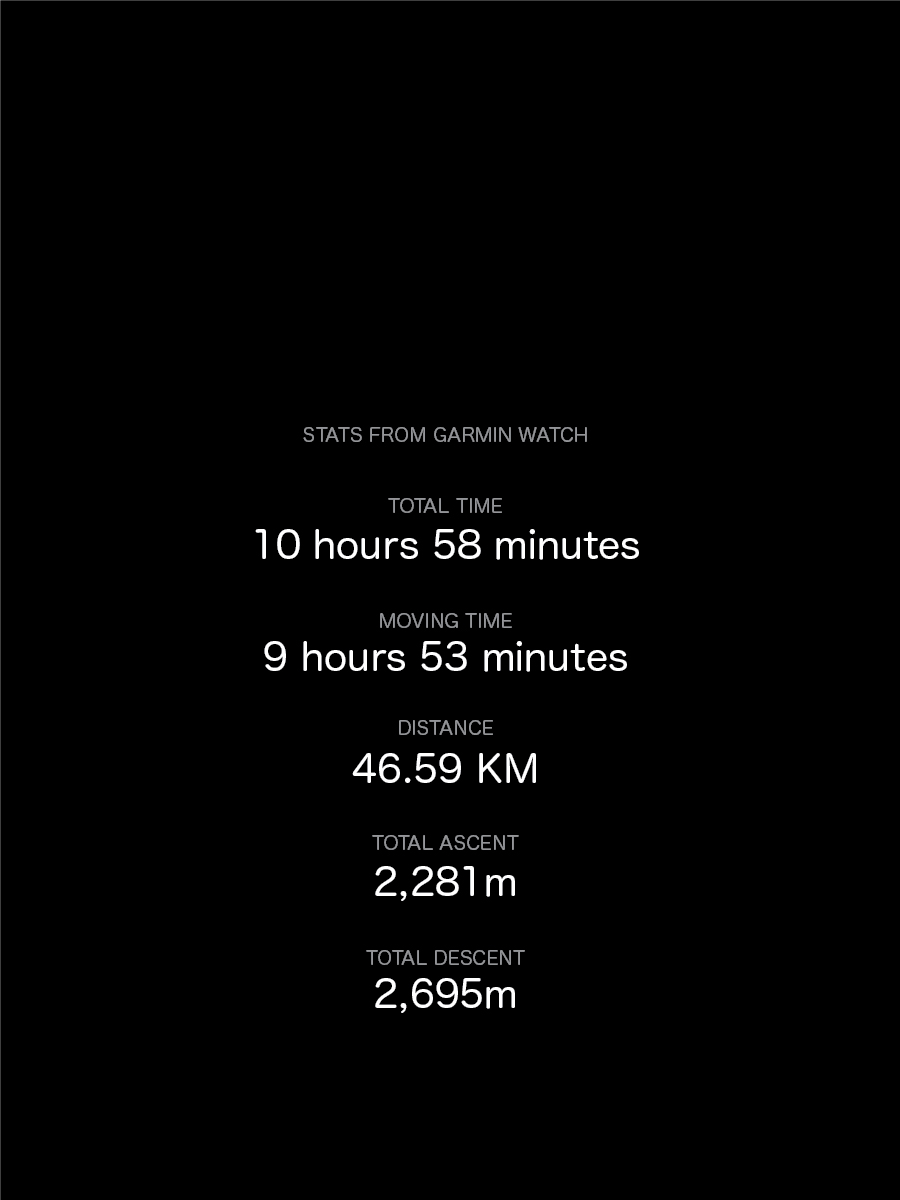 STATS FROM GARMIN WATCH
TOTAL TIME
10 hours 58 minutes
MOVING TIME
9 hours 53 minutes
DISTANCE
46.59 KM
TOTAL ASCENT
2,281m
TOTAL DESCENT
2,695m